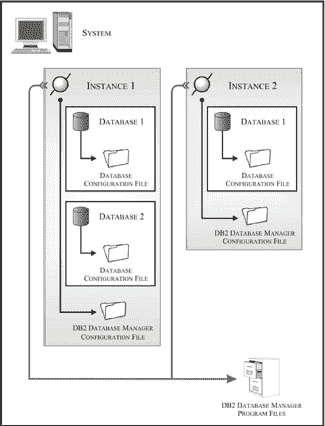 SYSTEM
INSTANCE 1
DATABASE 1
DATABASE
CONFIGURATION FILE
DATABASE 2
DATABASE
CONFIGURATION FILE
DB2 DATABASE MANAGER
CONFIGURATION FILE
INSTANCE 2
DATABASE 1
DATABASE
CONFIGURATION FILE
DB2 DATABASE MANAGER
CONFIGURATION FILE
DB2 DATABASE MANAGER
PROGRAM FILES